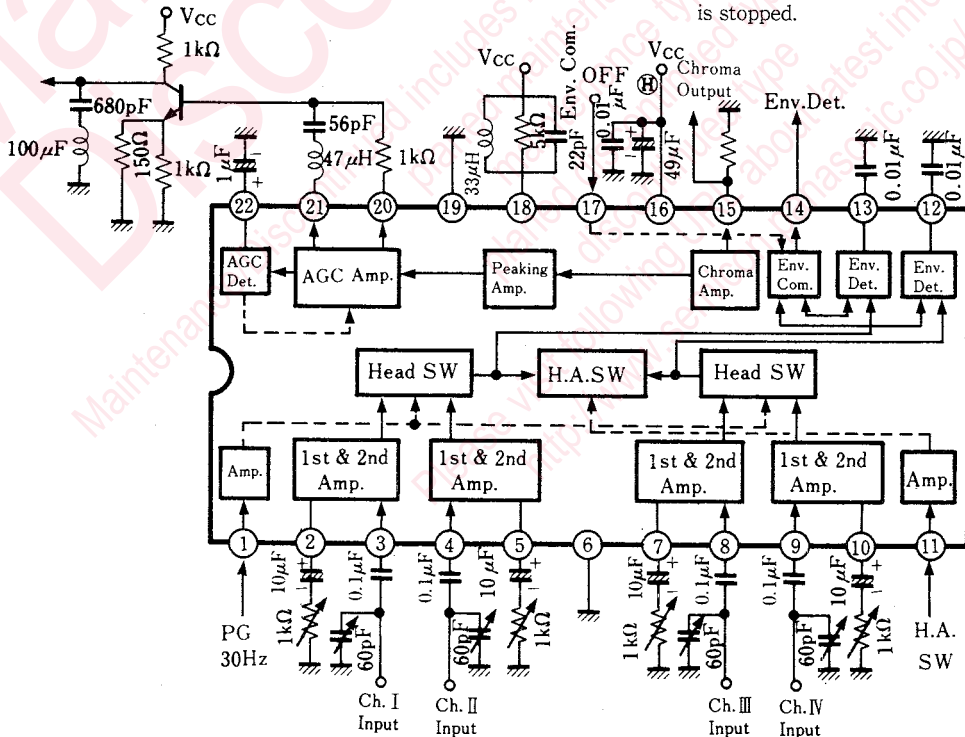 is stopped.
VCC
1kΩ
680pF
100μF
150Ω
1kΩ
1μF
+
−
56pF
47μH
1kΩ
33μH
VCC
5kΩ
22pF
Env. Com.
OFF
0.01μF
Ⓗ
VCC
+
−
49μF
Chroma
Output
Env.Det.
0.01μF
0.01μF
22
21
20
19
18
17
16
15
14
13
12
AGC
Det.
AGC Amp.
Peaking
Amp.
Chroma
Amp.
Env.
Com.
Env.
Det.
Env.
Det.
Head SW
H.A.SW
Head SW
Amp.
1st & 2nd
Amp.
1st & 2nd
Amp.
1st & 2nd
Amp.
1st & 2nd
Amp.
Amp.
1
2
3
4
5
6
7
8
9
10
11
PG
30Hz
10μF
+
−
1kΩ
0.1μF
60pF
Ch. I
Input
0.1μF
60pF
Ch. II
Input
10μF
+
−
1kΩ
10μF
+
−
1kΩ
0.1μF
60pF
Ch. III
Input
0.1μF
60pF
Ch. IV
Input
10μF
+
−
1kΩ
H.A.
SW